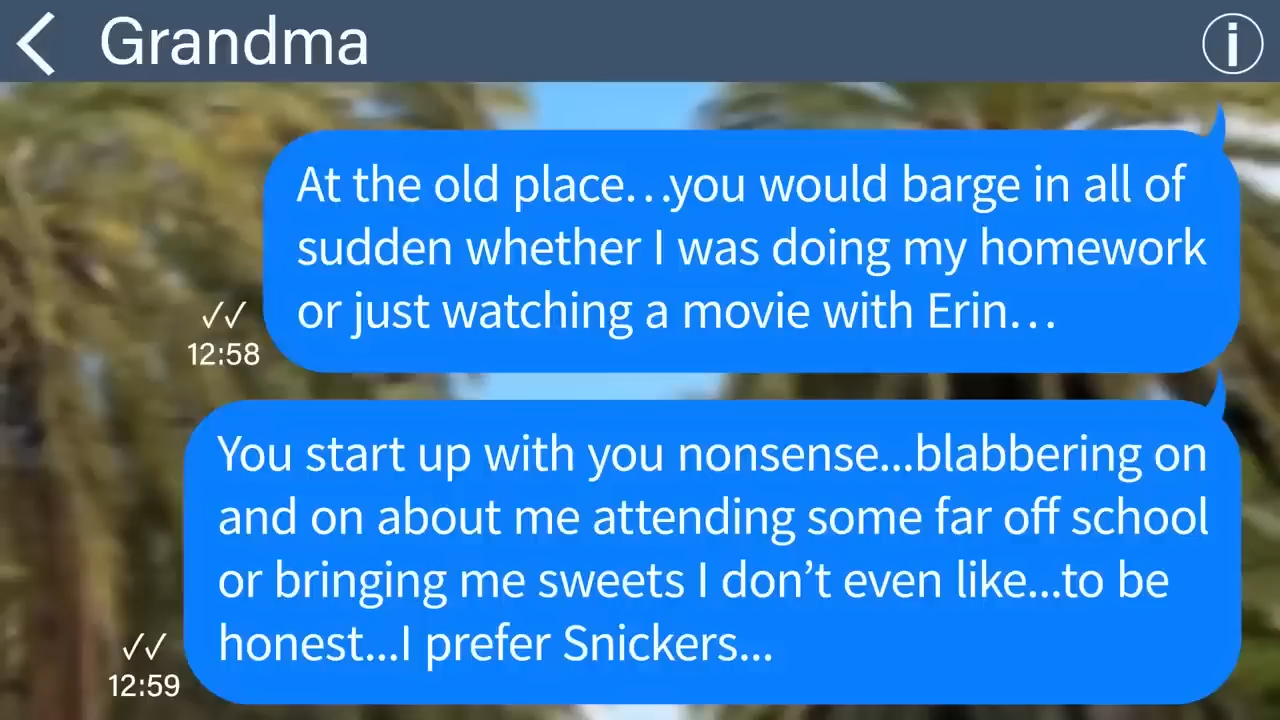 Grandma
At the old place…you would barge in all of
sudden whether I was doing my homework
or just watching a movie with Erin…
12:58
You start up with you nonsense...blabbering on
and on about me attending some far off school
or bringing me sweets I don’t even like...to be
honest...I prefer Snickers...
12:59